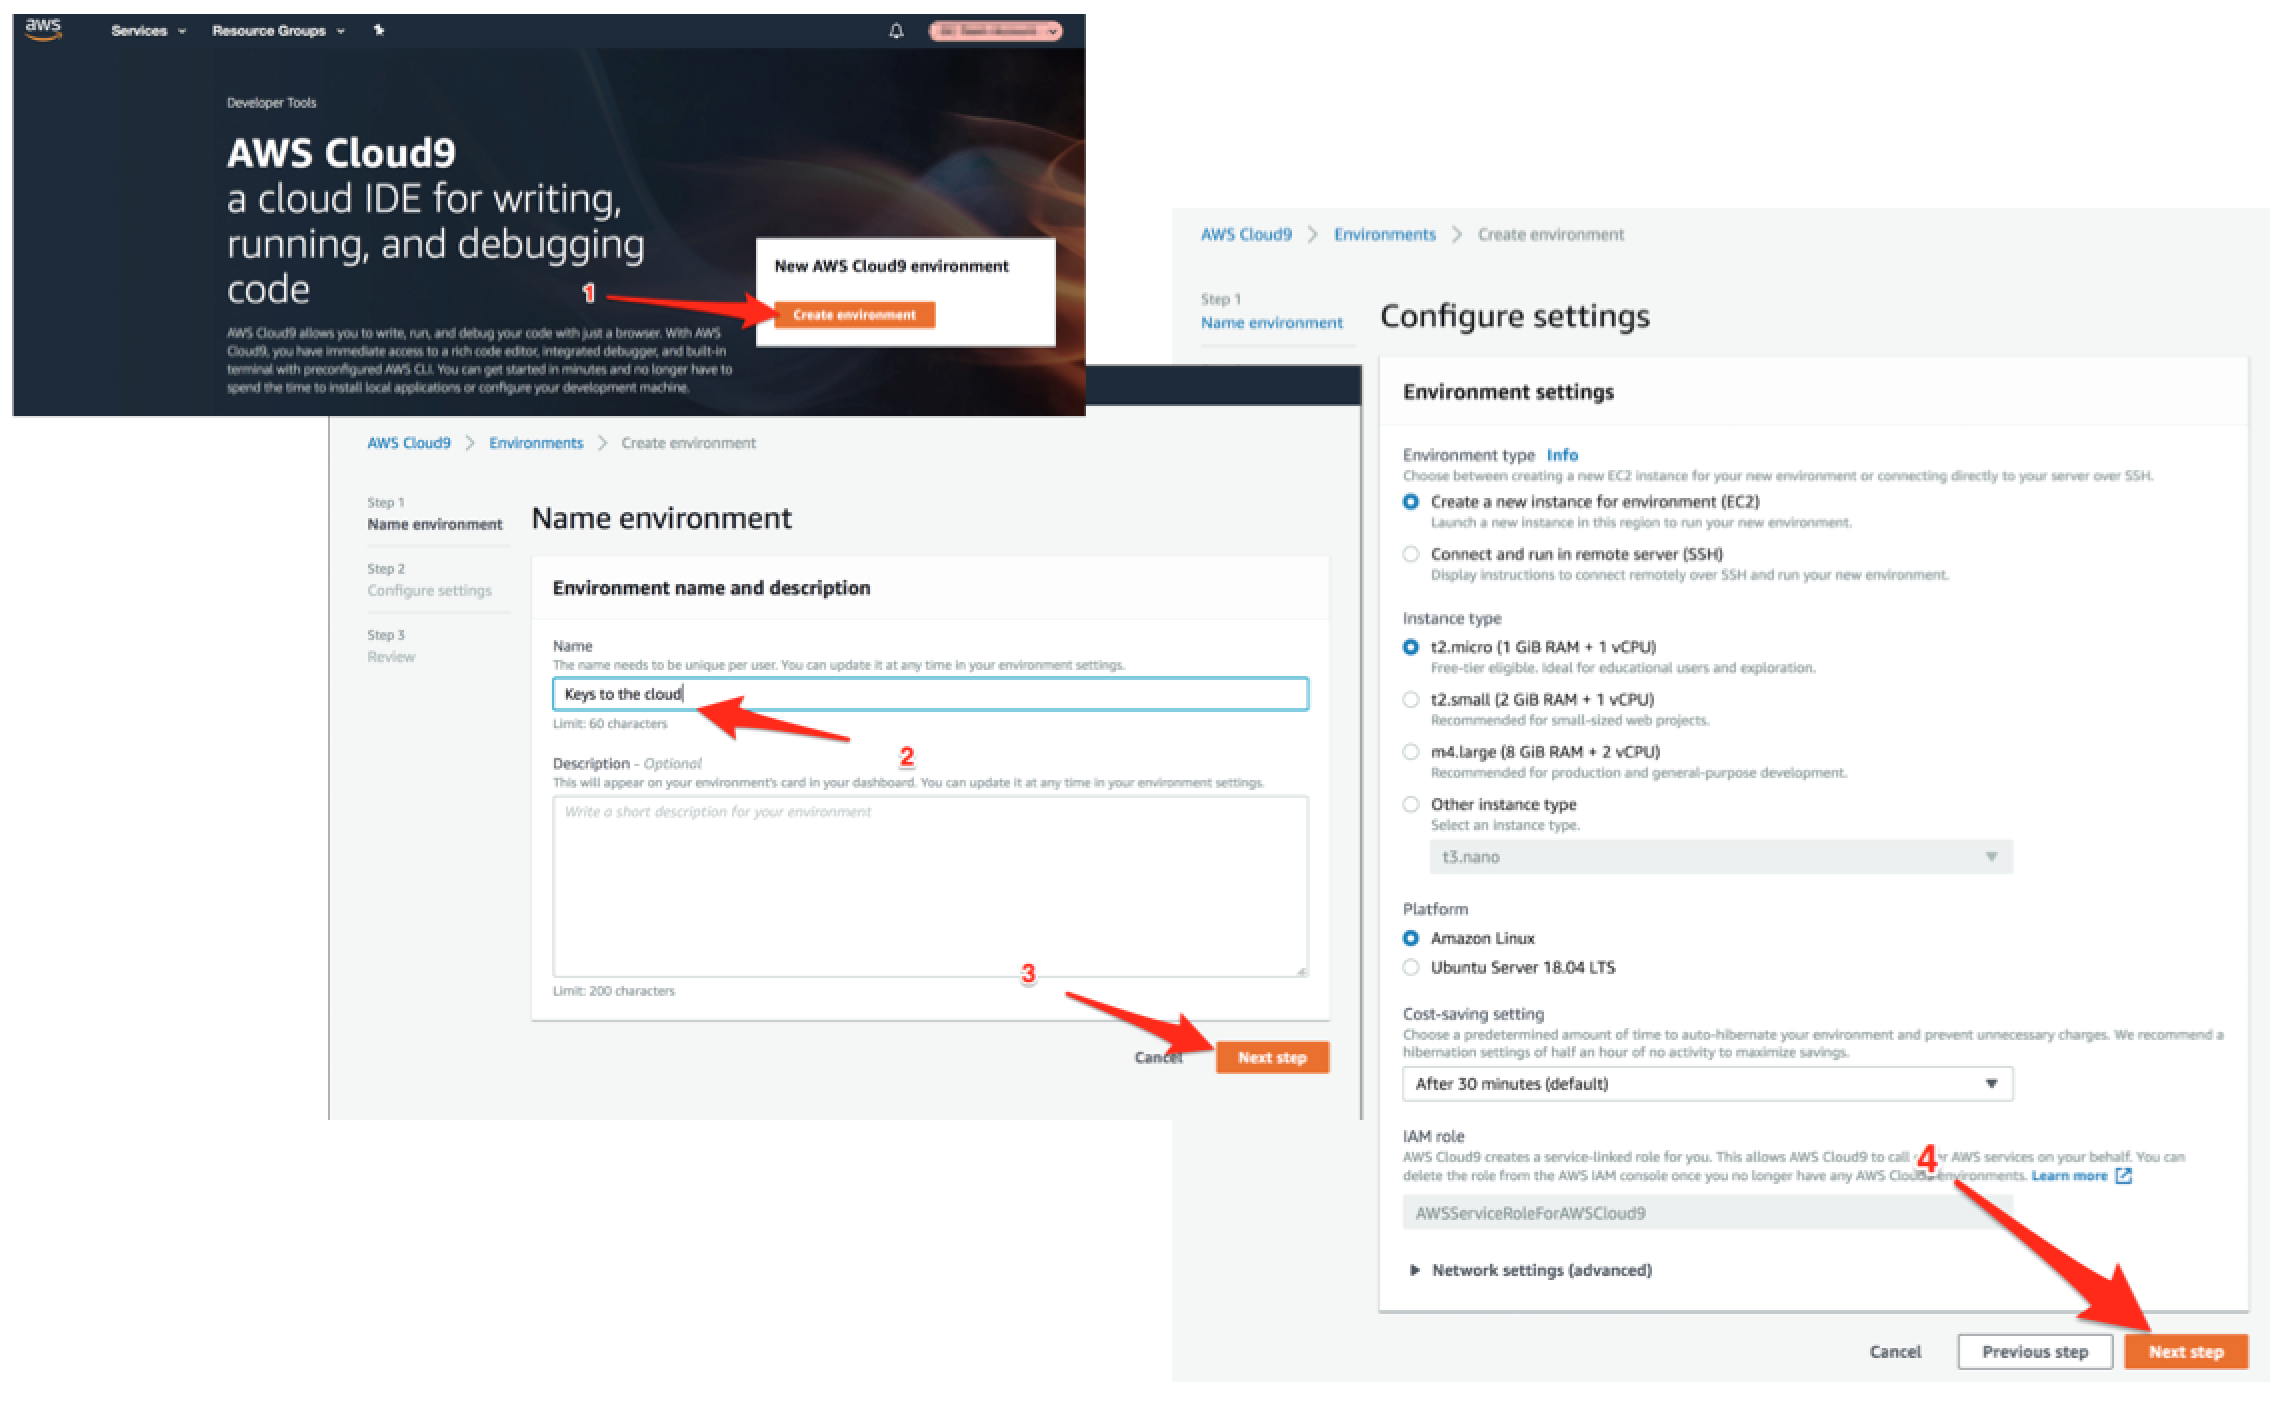 aws
Services
Resource Groups
Developer Tools
AWS Cloud9
a cloud IDE for writing,
running, and debugging
code
AWS Cloud9 allows you to write, run, and debug your code with just a browser. With AWS
Cloud9, you have immediate access to a rich code editor, integrated debugger, and built-in
terminal with preconfigured AWS CLI. You can get started in minutes and no longer have to
spend the time to install local applications or configure your development machine.
New AWS Cloud9 environment
1
Create environment
AWS Cloud9 > Environments > Create environment
Step 1
Name environment
Step 2
Configure settings
Step 3
Review
Name environment
Environment name and description
Name
The name needs to be unique per user. You can update it at any time in your environment settings.
Keys to the cloud
Limit: 60 characters
2
Description - Optional
This will appear on your environment's card in your dashboard. You can update it at any time in your environment settings.
Write a short description for your environment
Limit: 200 characters
3
Cancel
Next step
AWS Cloud9 > Environments > Create environment
Step 1
Name environment
Configure settings
Environment settings
Environment type Info
Choose between creating a new EC2 instance for your new environment or connecting directly to your server over SSH.
Create a new instance for environment (EC2)
Launch a new instance in this region to run your new environment.
Connect and run in remote server (SSH)
Display instructions to connect remotely over SSH and run your new environment.
Instance type
t2.micro (1 GiB RAM + 1 vCPU)
Free-tier eligible. Ideal for educational users and exploration.
t2.small (2 GiB RAM + 1 vCPU)
Recommended for small-sized web projects.
m4.large (8 GiB RAM + 2 vCPU)
Recommended for production and general-purpose development.
Other instance type
Select an instance type.
t3.nano
Platform
Amazon Linux
Ubuntu Server 18.04 LTS
Cost-saving setting
Choose a predetermined amount of time to auto-hibernate your environment and prevent unnecessary charges. We recommend a
hibernation settings of half an hour of no activity to maximize savings.
After 30 minutes (default)
IAM role
AWS Cloud9 creates a service-linked role for you. This allows AWS Cloud9 to call AWS services on your behalf. You can
delete the role from the AWS IAM console once you no longer have any AWS Cloud9 environments. Learn more
4
AWSServiceRoleForAWSCloud9
Network settings (advanced)
Cancel
Previous step
Next step